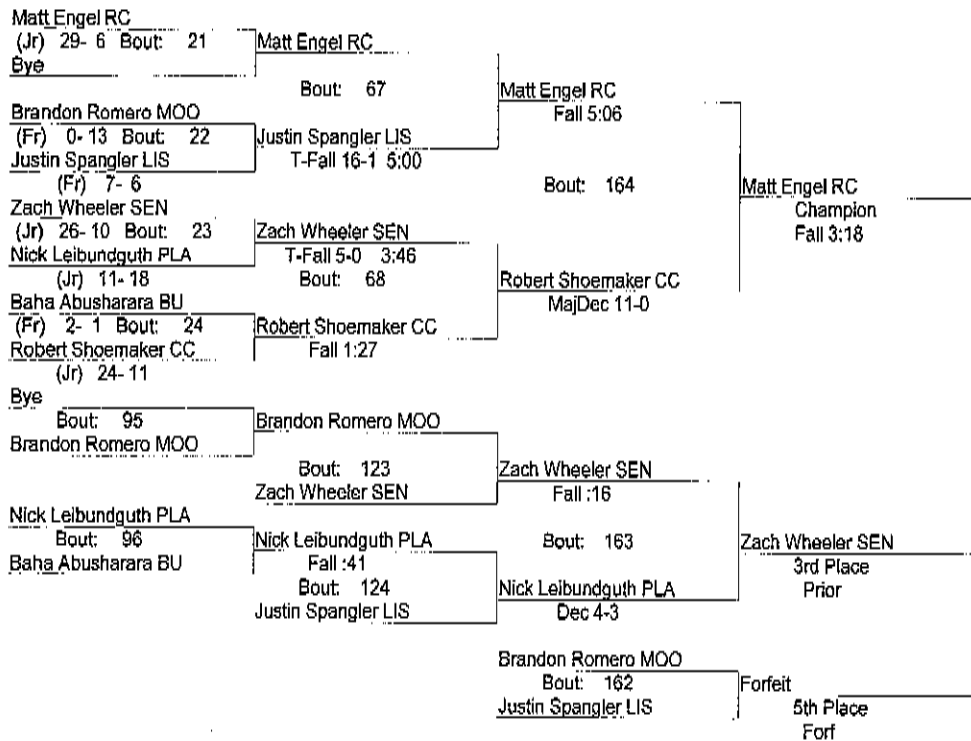 Matt Engel RC
(Jr) 29- 6 Bout: 21
Bye
Matt Engel RC
Bout: 67
Brandon Romero MOO
(Fr) 0- 13 Bout: 22
Justin Spangler LIS
(Fr) 7- 6
Justin Spangler LIS
T-Fall 16-1 5:00
Matt Engel RC
Fall 5:06
Bout: 164
Matt Engel RC
Champion
Fall 3:18
Zach Wheeler SEN
(Jr) 26- 10 Bout: 23
Nick Leibundguth PLA
(Jr) 11- 18
Zach Wheeler SEN
T-Fall 5-0 3:46
Bout: 68
Baha Abusharara BU
(Fr) 2- 1 Bout: 24
Robert Shoemaker CC
(Jr) 24- 11
Robert Shoemaker CC
Fall 1:27
Robert Shoemaker CC
MajDec 11-0
Bye
Bout: 95
Brandon Romero MOO
Brandon Romero MOO
Bout: 123
Zach Wheeler SEN
Zach Wheeler SEN
Fall :16
Bout: 163
Zach Wheeler SEN
3rd Place
Prior
Nick Leibundguth PLA
Bout: 96
Baha Abusharara BU
Nick Leibundguth PLA
Fall :41
Bout: 124
Justin Spangler LIS
Nick Leibundguth PLA
Dec 4-3
Brandon Romero MOO
Bout: 162
Justin Spangler LIS
Forfeit
5th Place
Forf